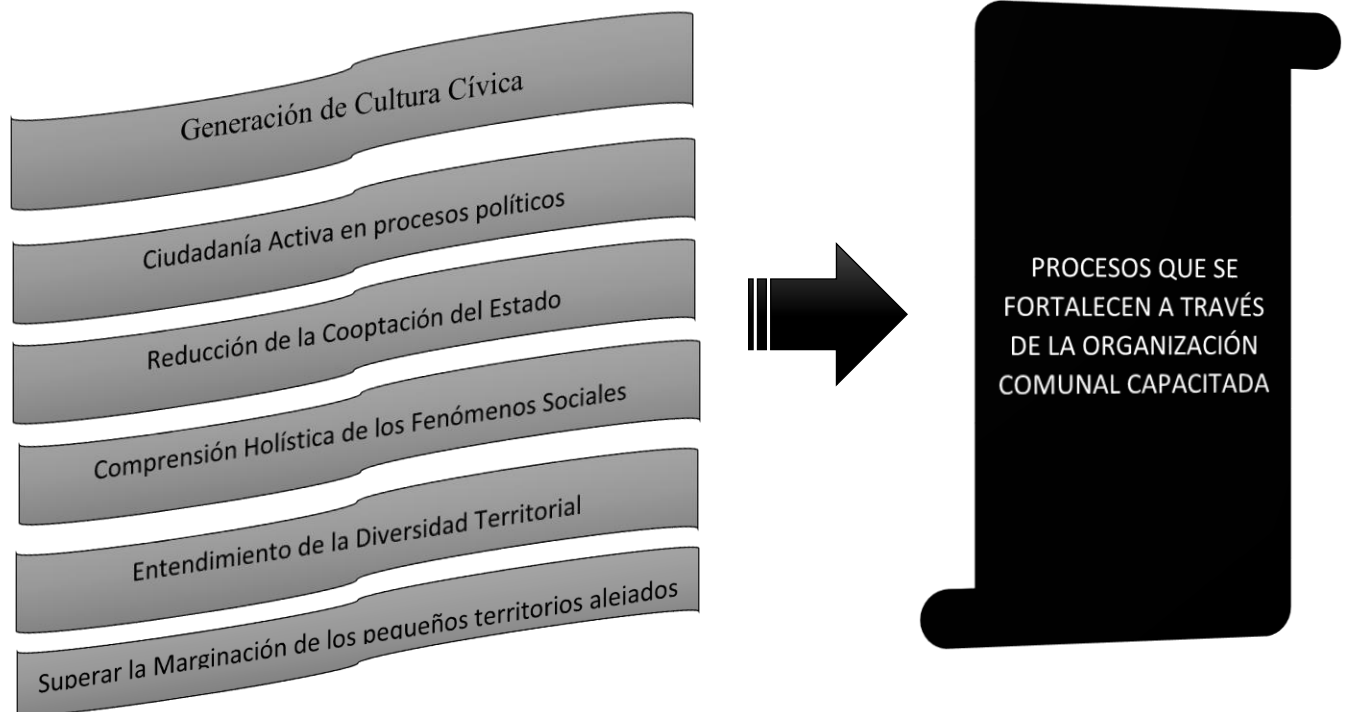 Generación de Cultura Cívica
Ciudadanía Activa en procesos políticos
Reducción de la Cooptación del Estado
Comprensión Holística de los Fenómenos Sociales
Entendimiento de la Diversidad Territorial
Superar la Marginación de los pequeños territorios alejados
PROCESOS QUE SE
FORTALECEN A TRAVÉS
DE LA ORGANIZACIÓN
COMUNAL CAPACITADA